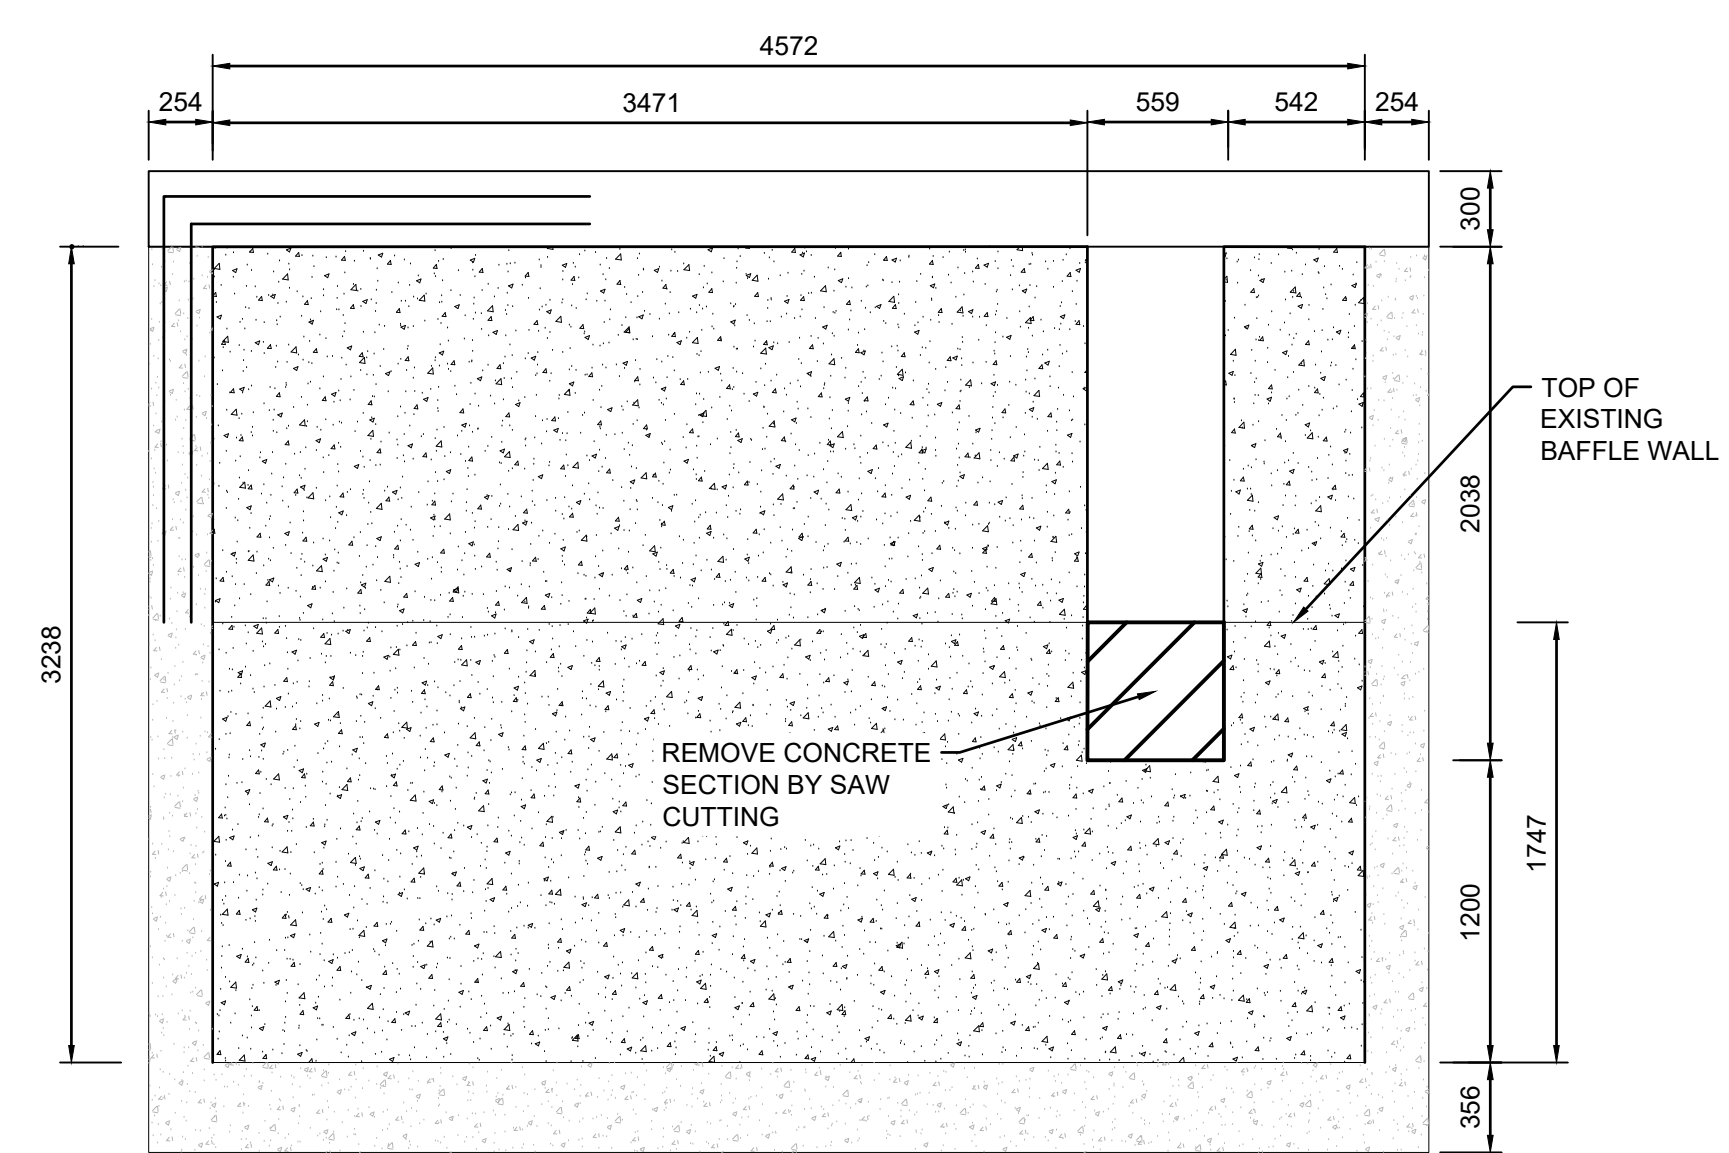 4572
254
3471
559
542
254
300
TOP OF
EXISTING
BAFFLE WALL
2038
3238
REMOVE CONCRETE
SECTION BY SAW
CUTTING
1747
1200
356